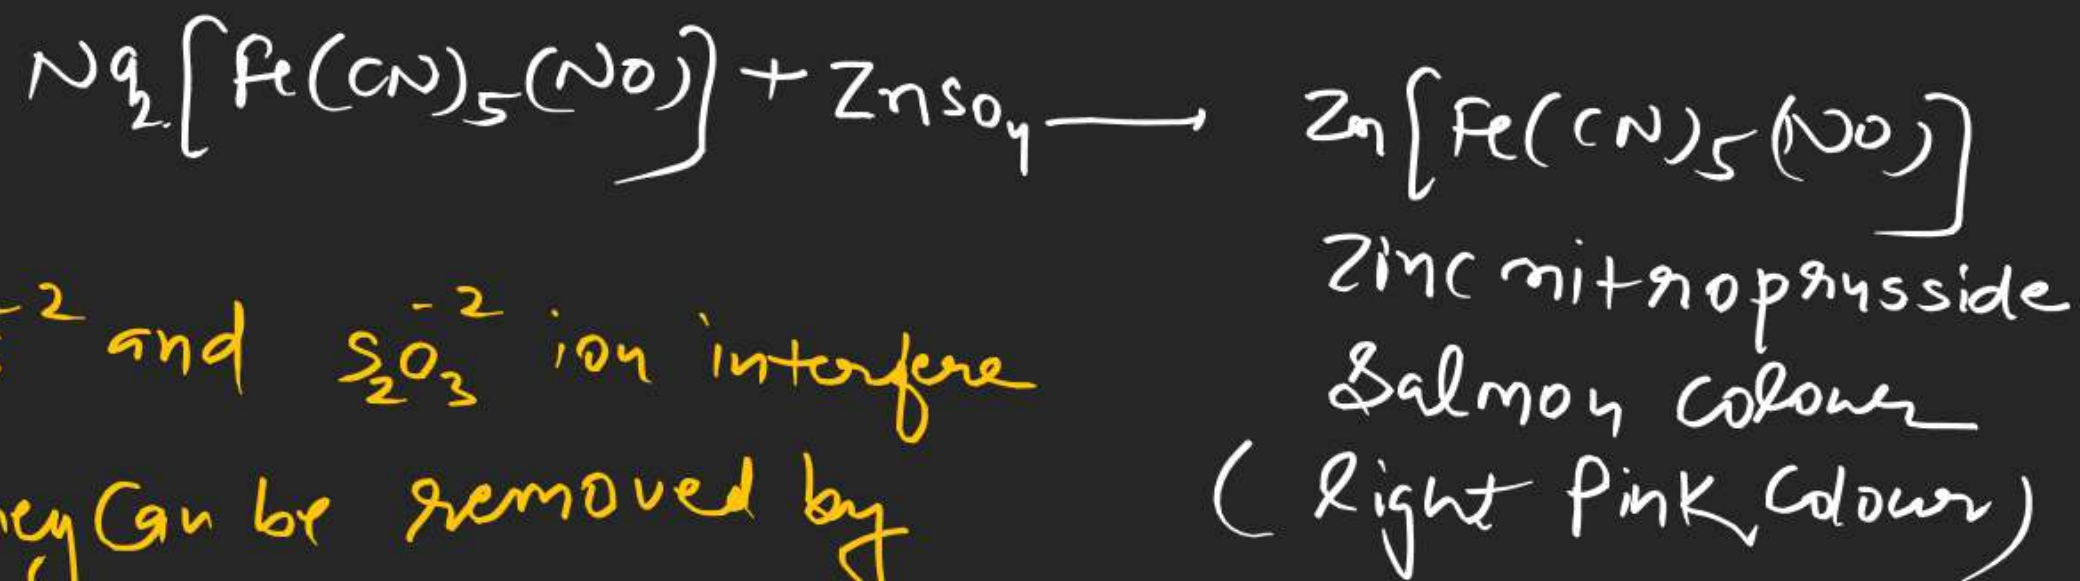 Na2[Fe(CN)5(NO)] + ZnSO4 ⟶ Zn[Fe(CN)5(NO)]
Zinc nitroprusside
-2 and S2O3-2 ion interfere
Salmon colour
can be removed by
(light Pink Colour)